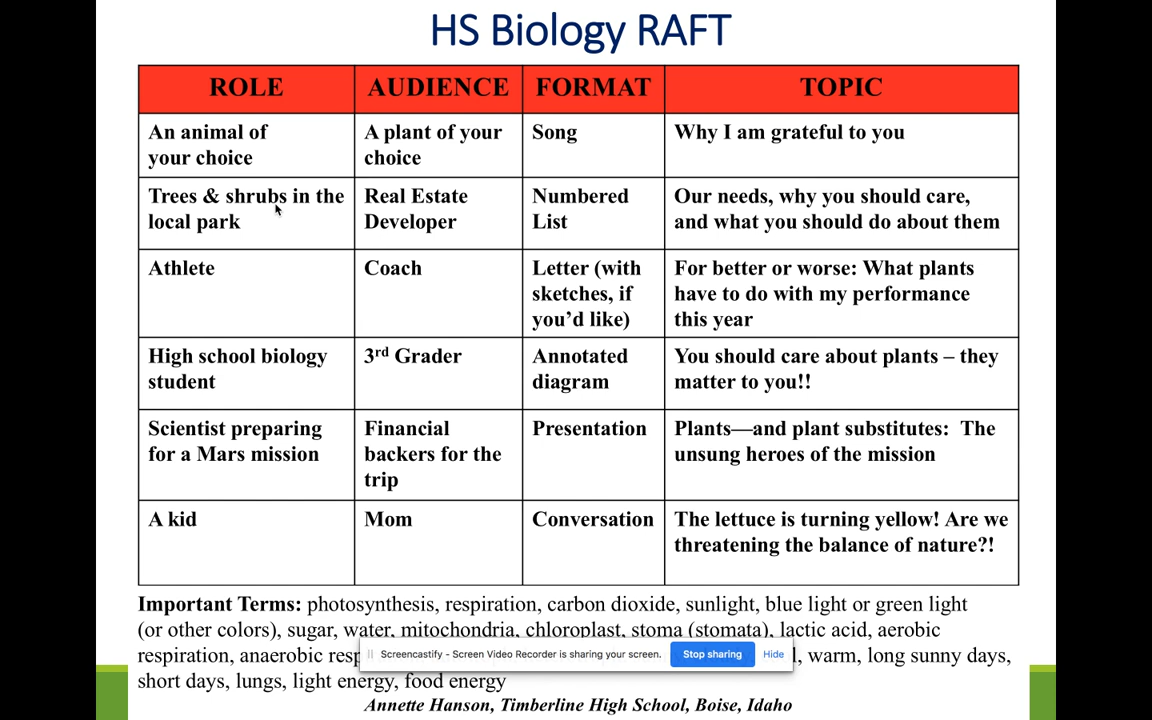 HS Biology RAFT
ROLE AUDIENCE FORMAT TOPIC
An animal of
your choice
A plant of your
choice
Song
Why I am grateful to you
Trees & shrubs in the
local park
Real Estate
Developer
Numbered
List
Our needs, why you should care,
and what you should do about them
Athlete
Coach
Letter (with
sketches, if
you’d like)
For better or worse: What plants
have to do with my performance
this year
High school biology
student
3rd Grader
Annotated
diagram
You should care about plants – they
matter to you!!
Scientist preparing
for a Mars mission
Financial
backers for the
trip
Presentation
Plants—and plant substitutes: The
unsung heroes of the mission
A kid
Mom
Conversation
The lettuce is turning yellow! Are we
threatening the balance of nature?!
Important Terms: photosynthesis, respiration, carbon dioxide, sunlight, blue light or green light
(or other colors), sugar, water, mitochondria, chloroplast, stoma (stomata), lactic acid, aerobic
respiration, anaerobic warm, long sunny days,
Screencastify - Screen Video Recorder is sharing your screen. Stop sharing Hide
short days, lungs, light energy, food energy
Annette Hanson, Timberline High School, Boise, Idaho